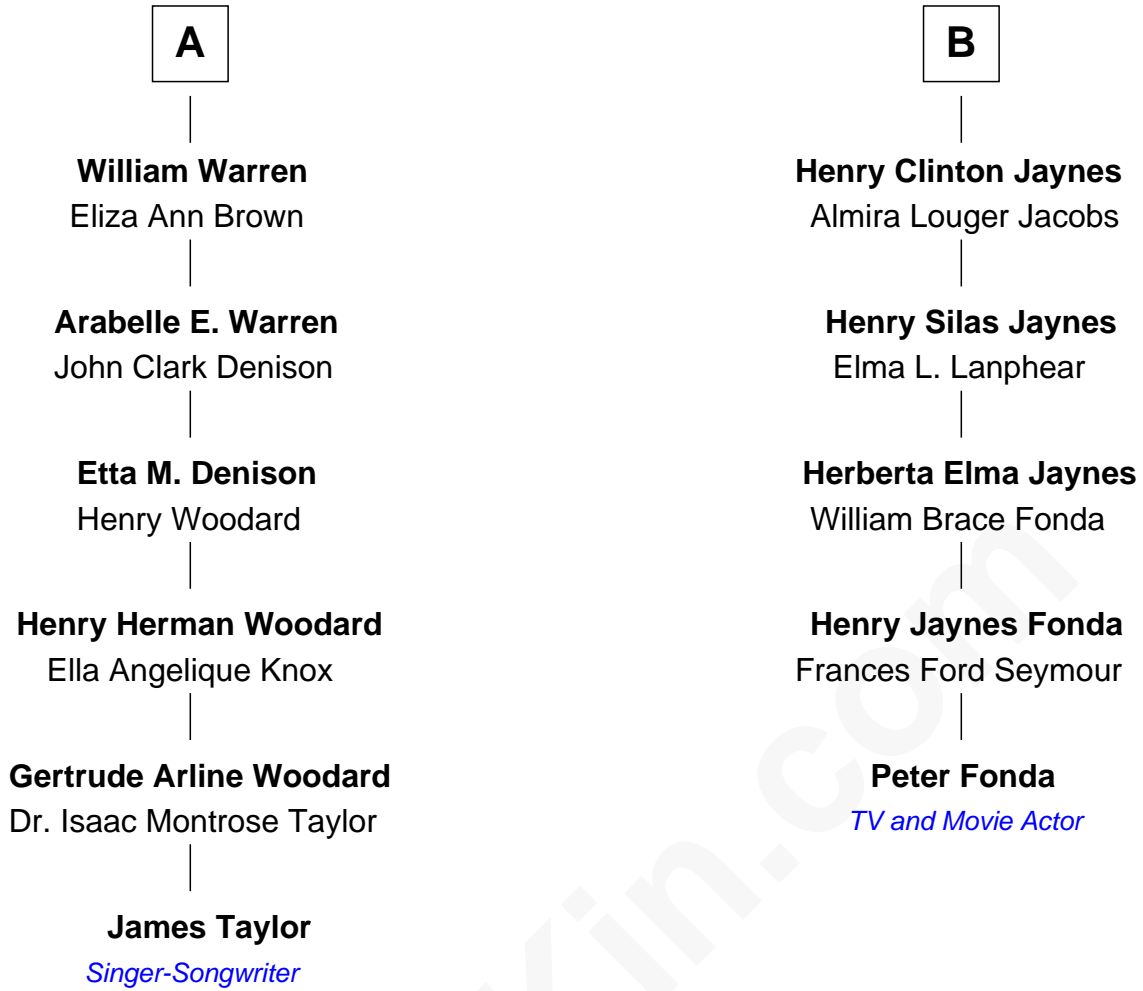 A
William Warren
Eliza Ann Brown
Arabelle E. Warren
John Clark Denison
Etta M. Denison
Henry Woodard
Henry Herman Woodard
Ella Angelique Knox
Gertrude Arline Woodard
Dr. Isaac Montrose Taylor
James Taylor
Singer-Songwriter
B
Henry Clinton Jaynes
Almira Louger Jacobs
Henry Silas Jaynes
Elma L. Lanphear
Herberta Elma Jaynes
William Brace Fonda
Henry Jaynes Fonda
Frances Ford Seymour
Peter Fonda
TV and Movie Actor
Kin.com